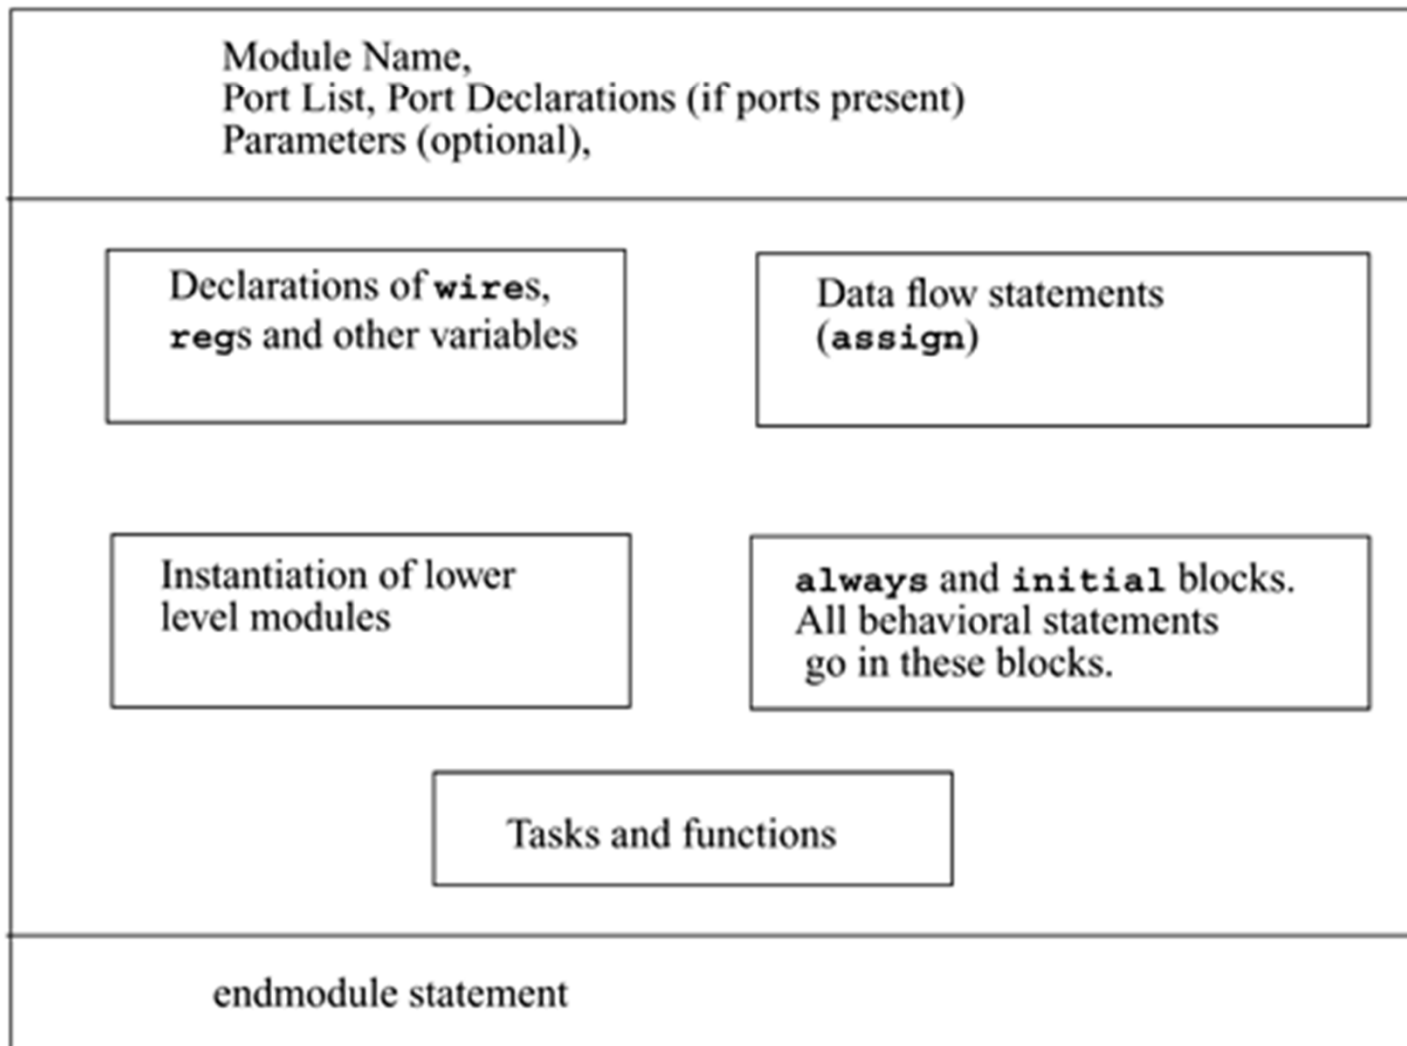 Module Name,
Port List, Port Declarations (if ports present)
Parameters (optional),
Declarations of wires,
regs and other variables
Data flow statements
(assign)
Instantiation of lower
level modules
always and initial blocks.
All behavioral statements
go in these blocks.
Tasks and functions
endmodule statement